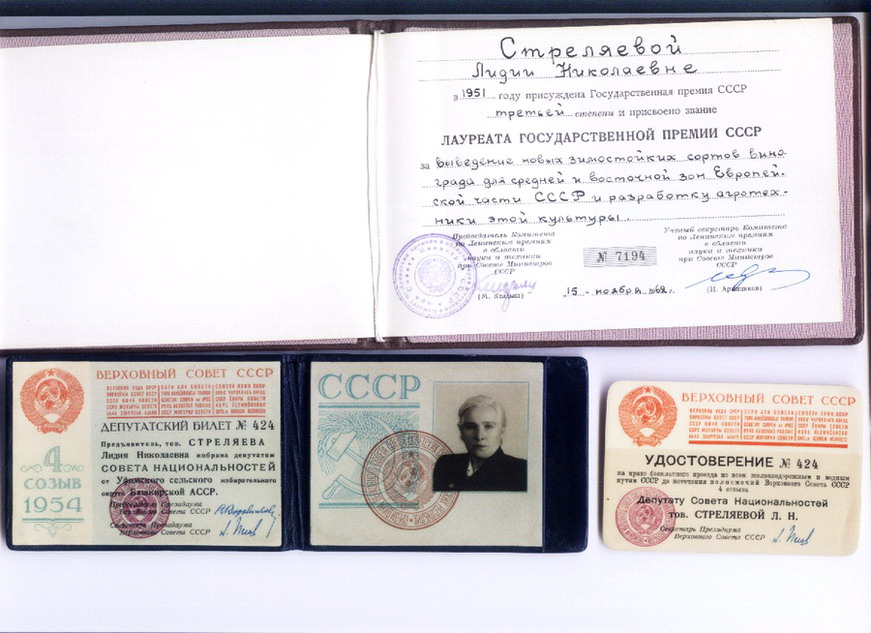 Стреляевой
Лидии Николаевне
в 1951 году присуждена Государственная премия СССР
третьей степени и присвоено звание
ЛАУРЕАТА ГОСУДАРСТВЕННОЙ ПРЕМИИ СССР
за выведение новых зимостойких сортов вино-
града для средней и восточной зон Европей-
ской части СССР и разработку агротех-
ники этой культуры.
Председатель Комитета
по Ленинским премиям
в области
науки и техники
при Совете Министров
СССР
(М. Келдыш)
№ 7194
Ученый секретарь Комитета
по Ленинским премиям
в области
науки и техники
при Совете Министров
СССР
"15" ноября 196 г.
ВЕРХОВНЫЙ СОВЕТ СССР
ДЕПУТАТСКИЙ БИЛЕТ № 424
Предъявитель, тов. СТРЕЛЯЕВА
Лидия Николаевна избрана депутатом
СОВЕТА НАЦИОНАЛЬНОСТЕЙ
от Уфимского сельского избирательного
округа Башкирской АССР.
Председатель Президиума
Верховного Совета СССР
Секретарь Президиума
Верховного Совета СССР
4
СОЗЫВ
1954
СССР
ВЕРХОВНЫЙ СОВЕТ СССР
УДОСТОВЕРЕНИЕ № 424
на право бесплатного проезда по всем железнодорожным и водным
путям СССР до истечения полномочий Верховного Совета СССР
4 созыва
Депутату Совета Национальностей
тов. СТРЕЛЯЕВОЙ Л. Н.
Секретарь Президиума
Верховного Совета СССР